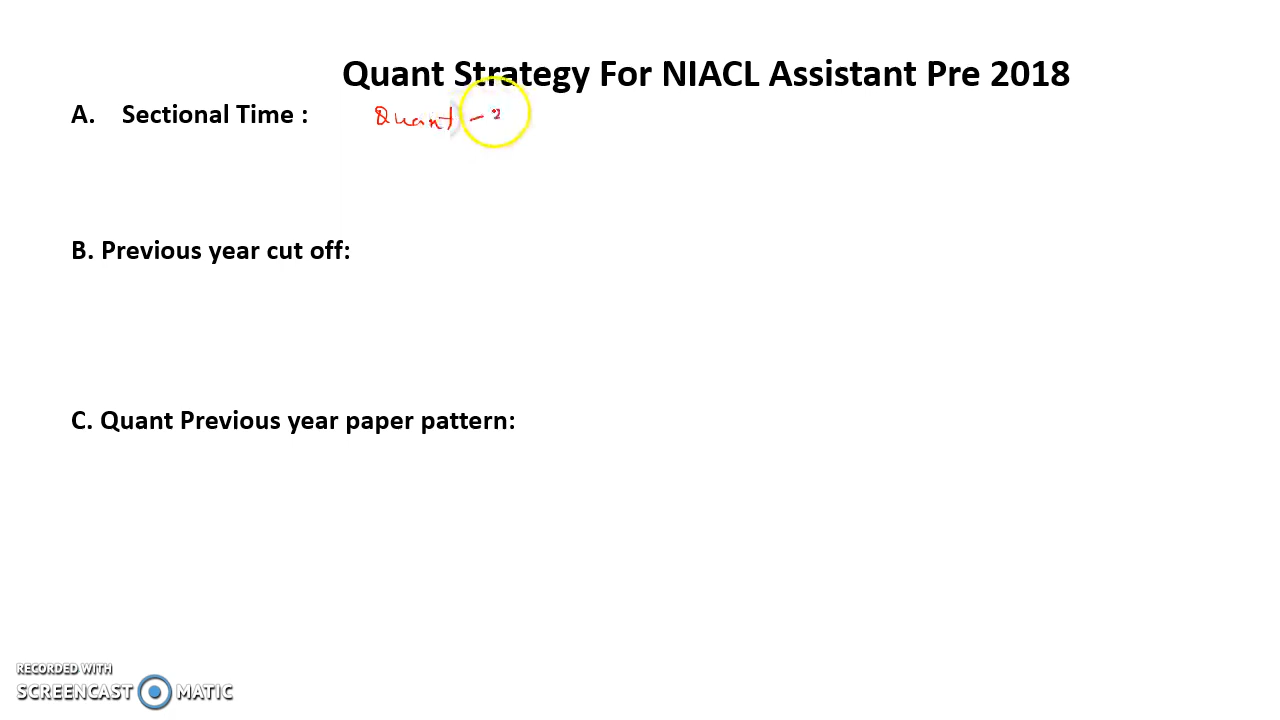 Quant Strategy For NIACL Assistant Pre 2018
A. Sectional Time : Quant - 2
B. Previous year cut off:
C. Quant Previous year paper pattern:
RECORDED WITH
SCREENCAST MATIC